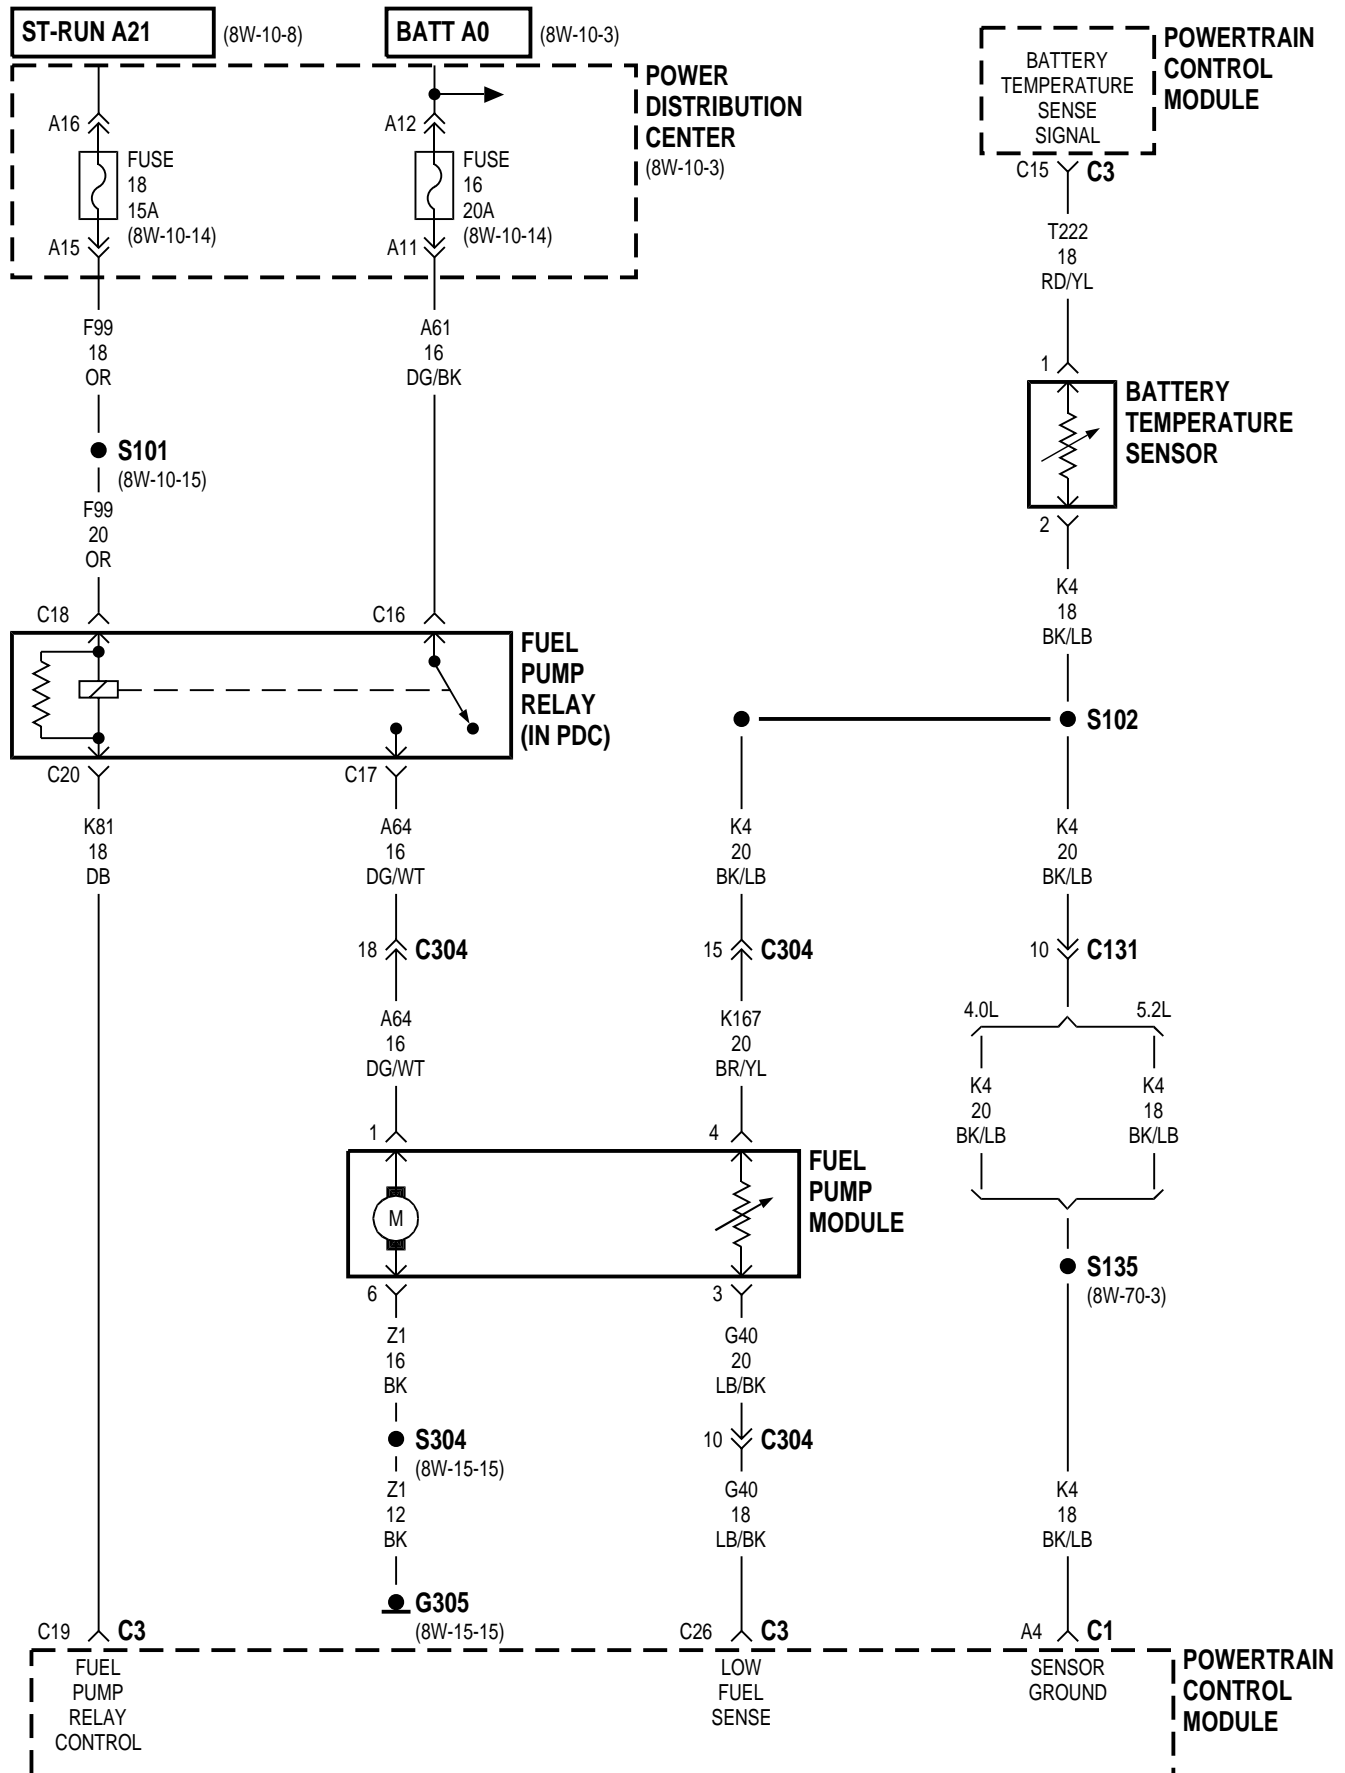 ST-RUN A21
(8W-10-8)
BATT A0
(8W-10-3)
POWER
DISTRIBUTION
CENTER
(8W-10-3)
A16
FUSE
18
15A
(8W-10-14)
A15
A12
FUSE
16
20A
(8W-10-14)
A11
BATTERY
TEMPERATURE
SENSE
SIGNAL
POWERTRAIN
CONTROL
MODULE
C15
C3
T222
18
RD/YL
1
BATTERY
TEMPERATURE
SENSOR
2
K4
18
BK/LB
S102
F99
18
OR
S101
(8W-10-15)
F99
20
OR
C18
A61
16
DG/BK
C16
FUEL
PUMP
RELAY
(IN PDC)
C20
K81
18
DB
C17
A64
16
DG/WT
18
C304
A64
16
DG/WT
1
K4
20
BK/LB
15
C304
K167
20
BR/YL
4
K4
20
BK/LB
10
C131
4.0L
5.2L
K4
20
BK/LB
K4
18
BK/LB
S135
(8W-70-3)
M
FUEL
PUMP
MODULE
6
Z1
16
BK
S304
(8W-15-15)
Z1
12
BK
G305
(8W-15-15)
3
G40
20
LB/BK
10
C304
G40
18
LB/BK
K4
18
BK/LB
C19
C3
C26
C3
A4
C1
FUEL
PUMP
RELAY
CONTROL
LOW
FUEL
SENSE
SENSOR
GROUND
POWERTRAIN
CONTROL
MODULE